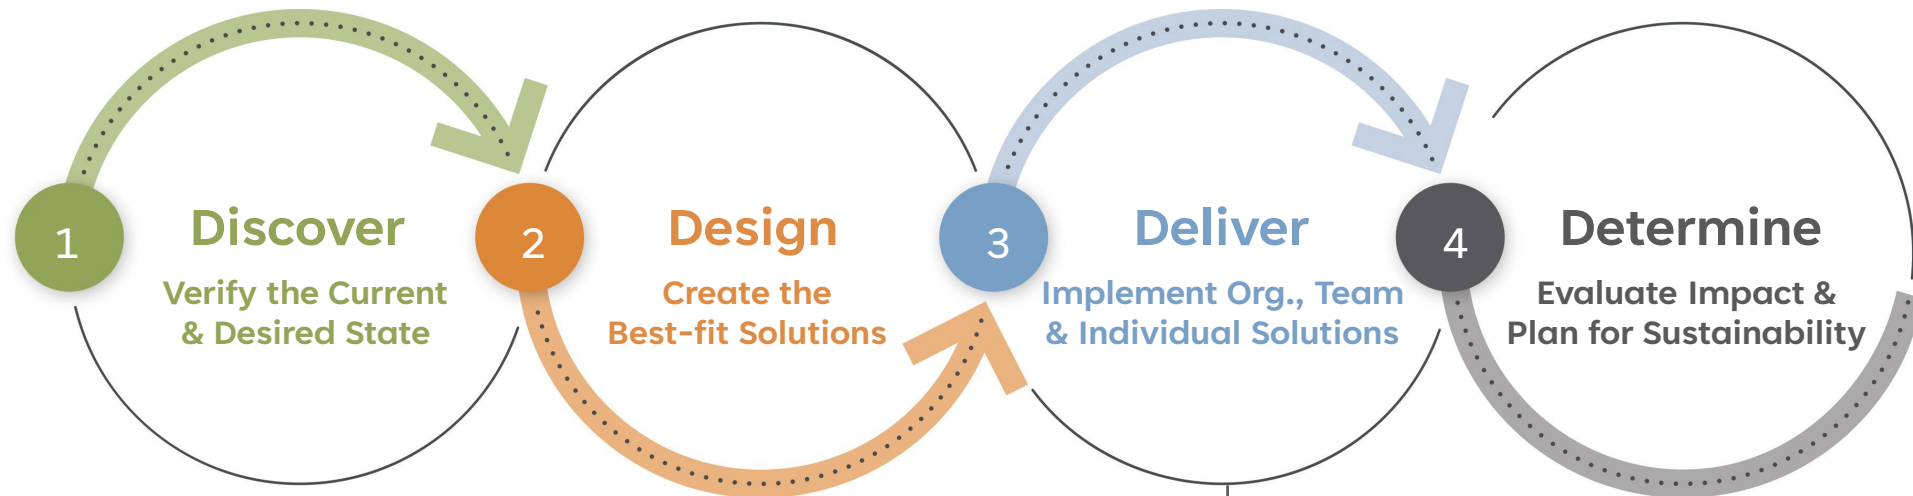 1
Discover
Verify the Current
& Desired State
2
Design
Create the
Best-fit Solutions
3
Deliver
Implement Org., Team
& Individual Solutions
4
Determine
Evaluate Impact &
Plan for Sustainability